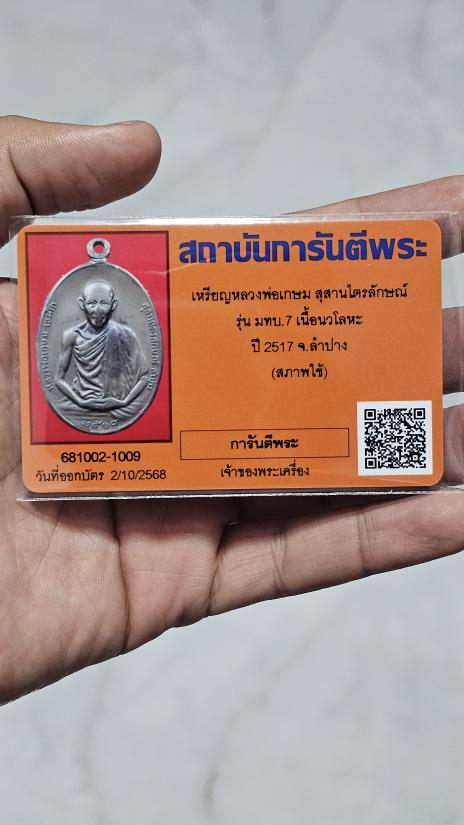 สถาบันการันตีพระ
เหรียญหลวงพ่อเกษม สุสานไตรลักษณ์
รุ่น มทบ.7 เนื้อนวโลหะ
ปี 2517 จ.ลำปาง
(สภาพใช้)
681002-1009
วันที่ออกบัตร 2/10/2568
การันตีพระ
เจ้าของพระเครื่อง